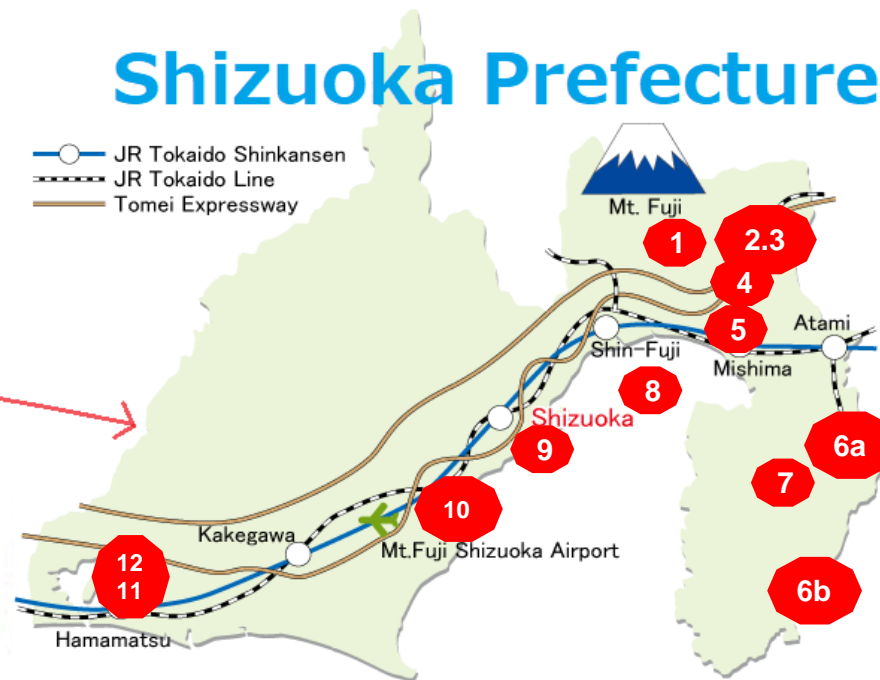 Shizuoka Prefecture
JR Tokaido Shinkansen
JR Tokaido Line
Tomei Expressway
Mt. Fuji
1
2.3
4
5
Atami
Shin-Fuji
Mishima
8
Shizuoka
9
6a
7
10
Kakegawa
Mt.Fuji Shizuoka Airport
12
11
6b
Hamamatsu